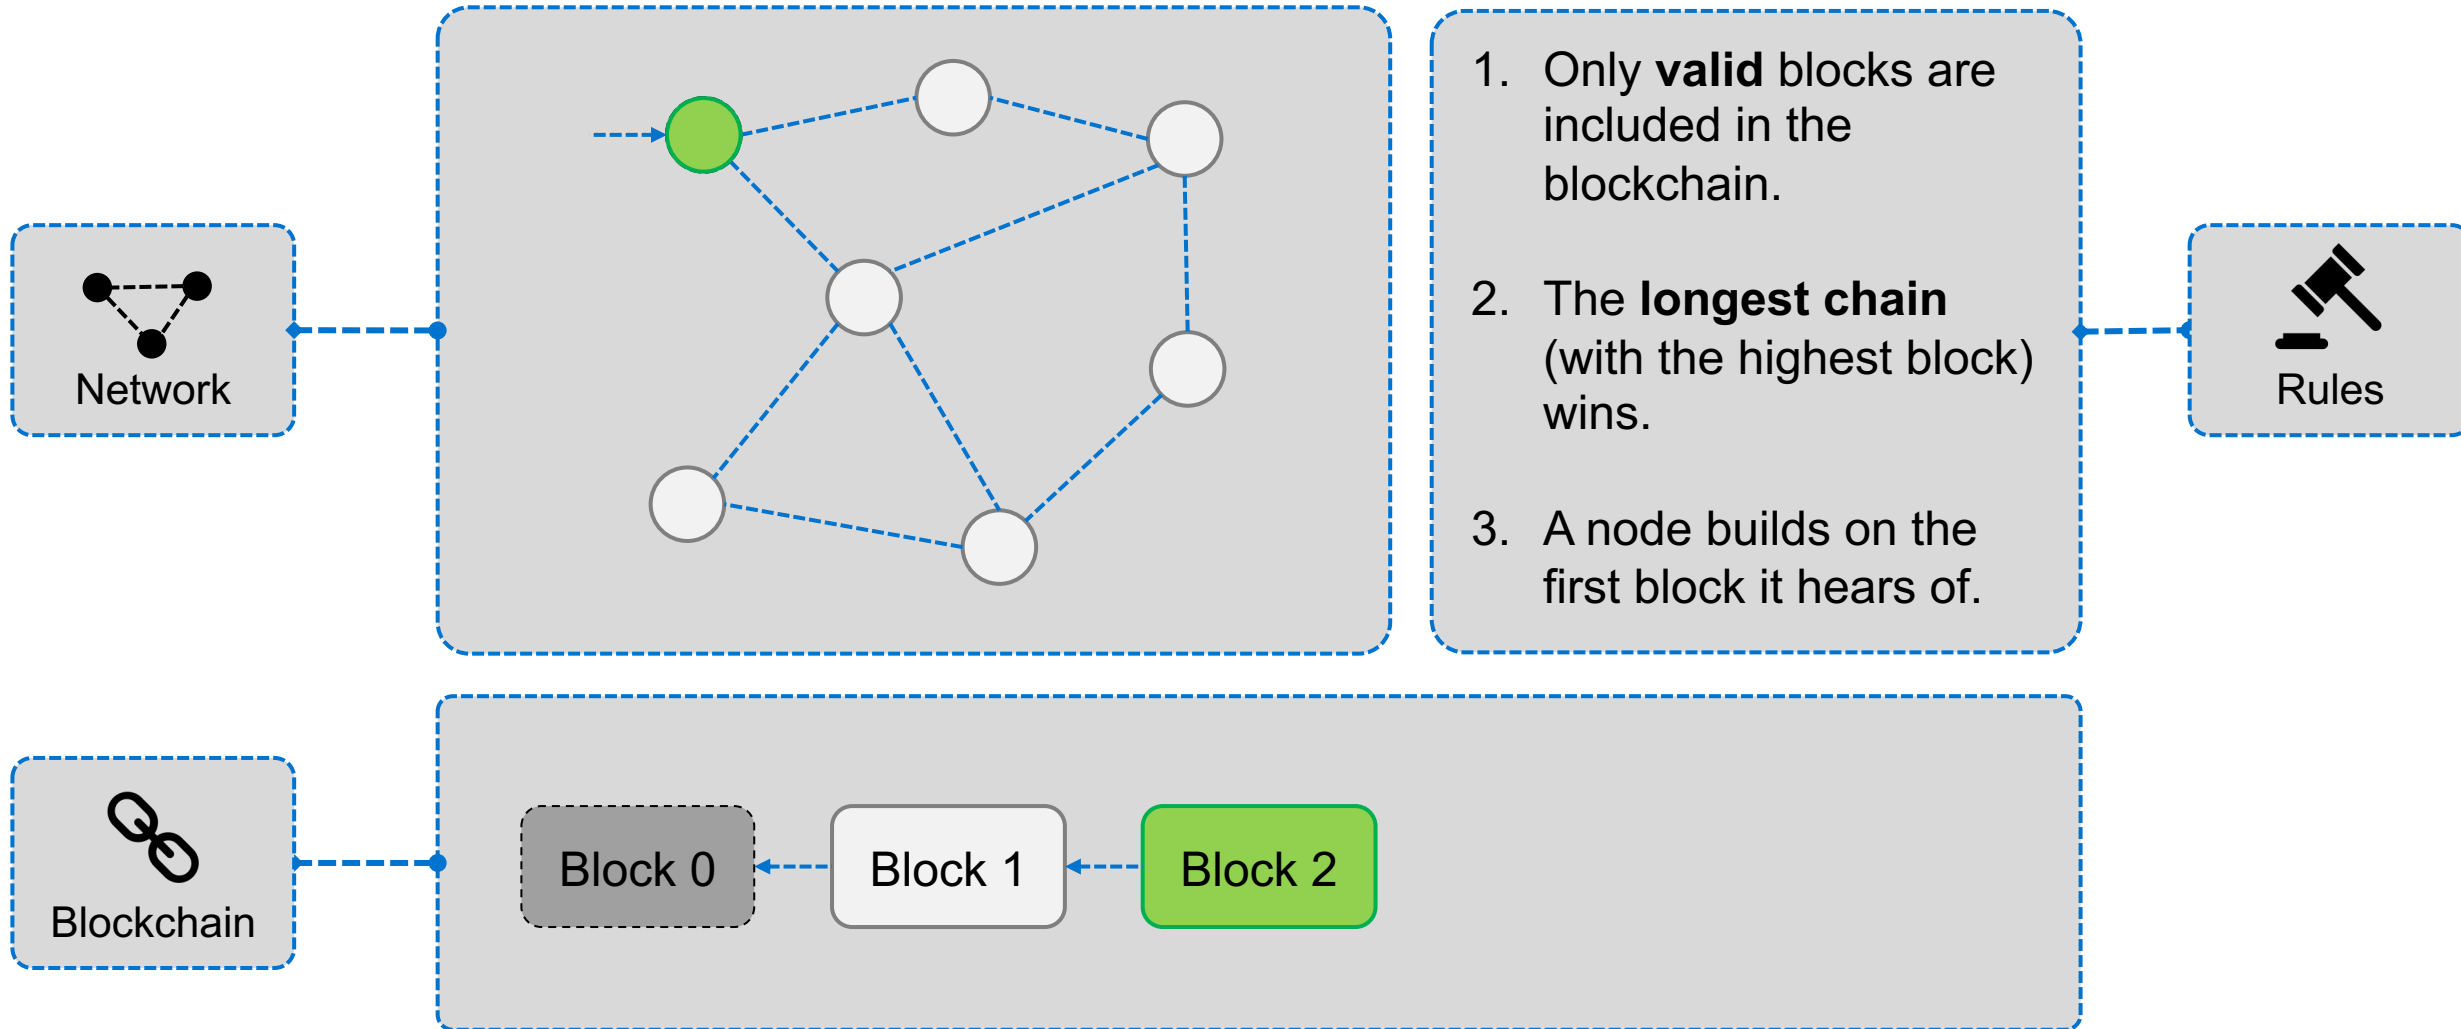 1. Only valid blocks are
included in the
blockchain.
2. The longest chain
(with the highest block)
wins.
3. A node builds on the
first block it hears of.
Network
Rules
Block 0
Block 1
Block 2
Blockchain